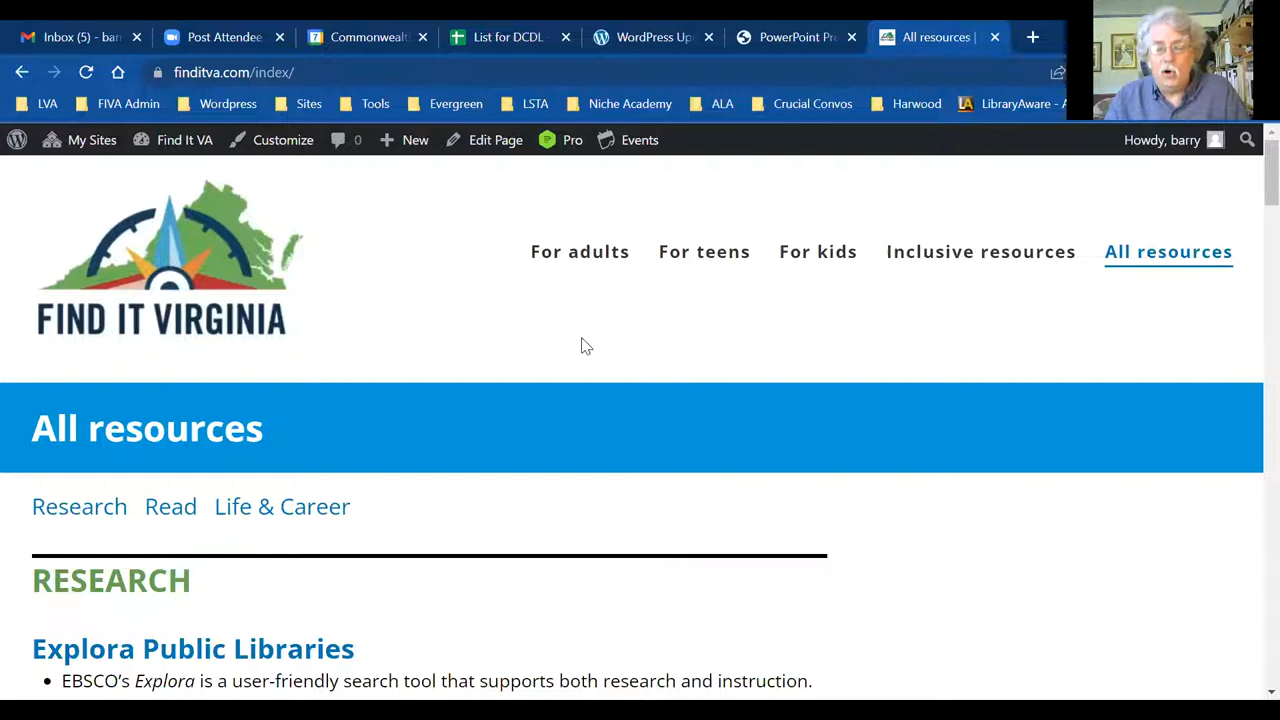 Inbox (5) - barr
Post Attendee
Commonwealt
List for DCDL -
WordPress Up
PowerPoint Pr
All resources |
finditva.com/index/
LVA
FIVA Admin
Wordpress
Sites
Tools
Evergreen
LSTA
Niche Academy
ALA
Crucial Convos
Harwood
LibraryAware - A
My Sites
Find It VA
Customize
0
New
Edit Page
Pro
Events
Howdy, barry
FIND IT VIRGINIA
For adults
For teens
For kids
Inclusive resources
All resources
All resources
Research
Read
Life & Career
RESEARCH
Explora Public Libraries
• EBSCO's Explora is a user-friendly search tool that supports both research and instruction.